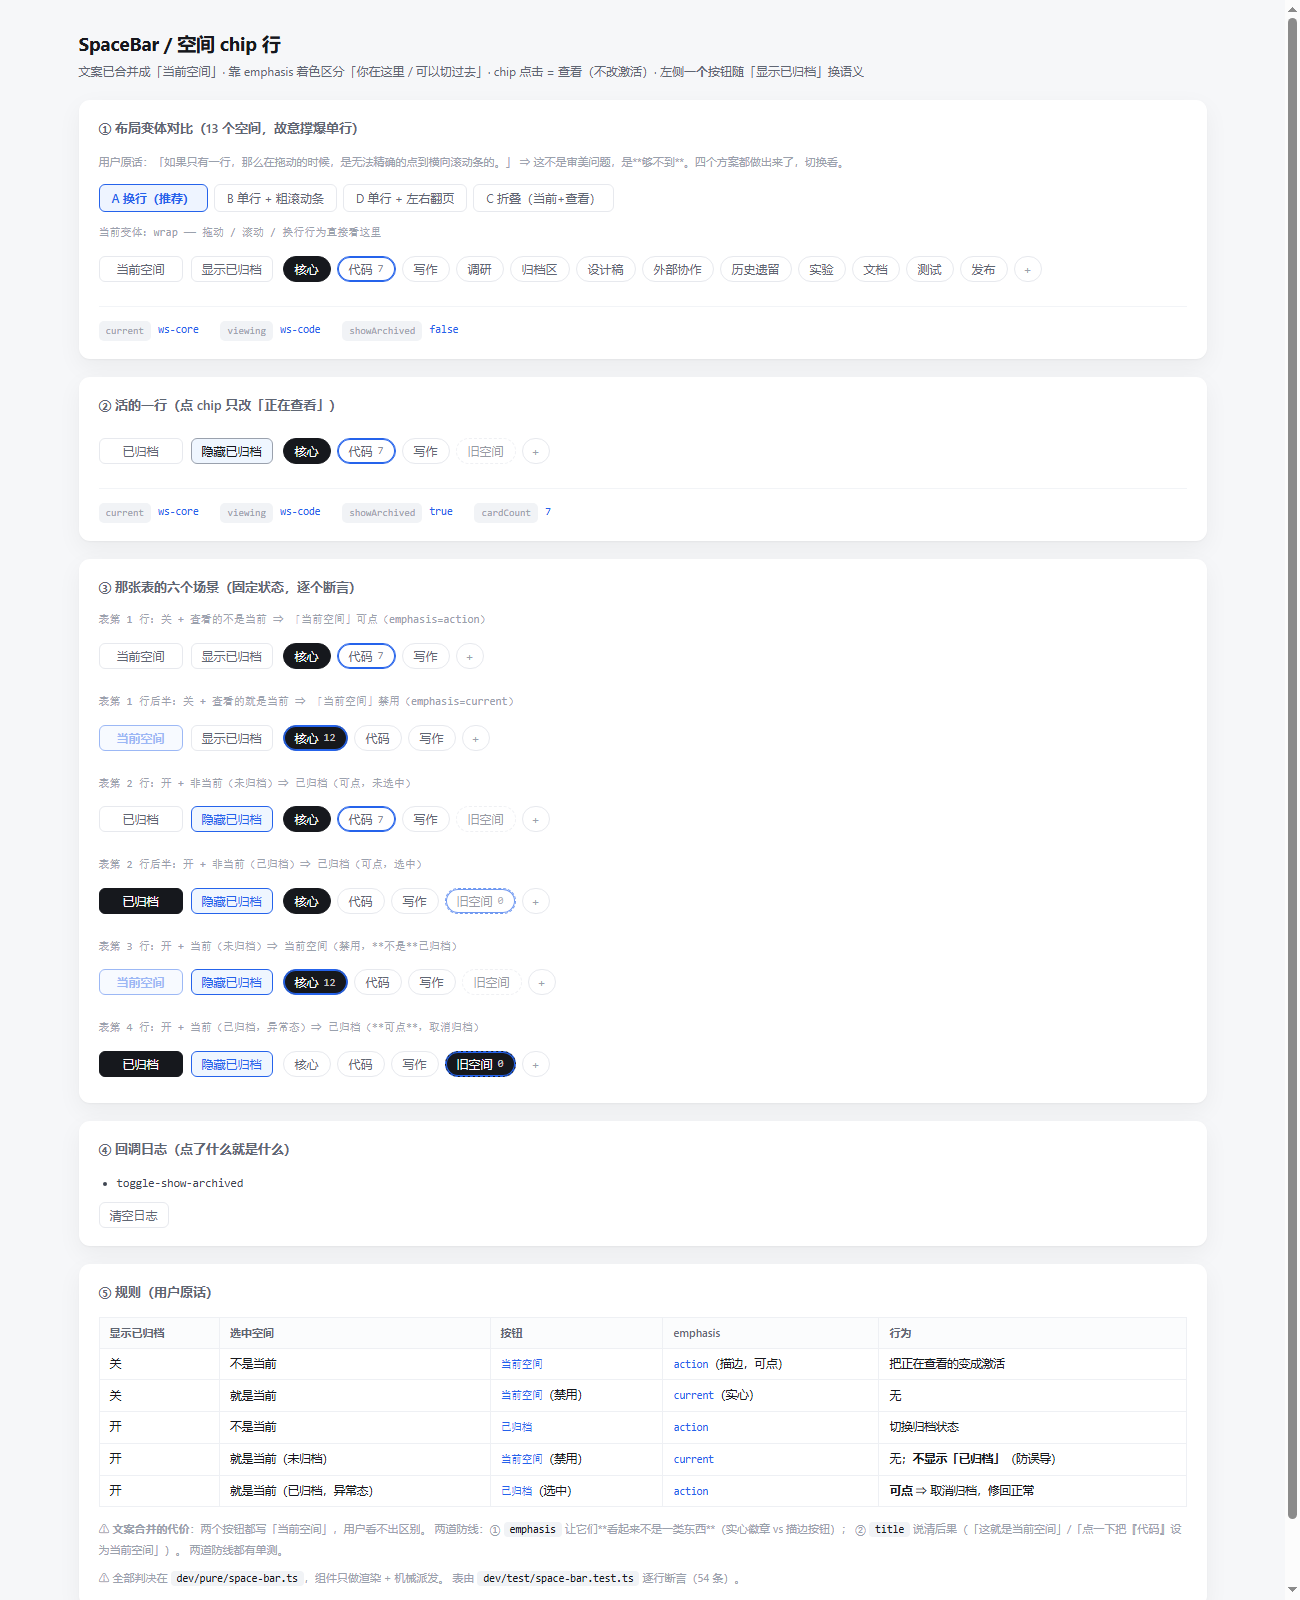 SpaceBar / 空间 chip 行
文案已合并成「当前空间」· 靠 emphasis 着色区分「你在这里 / 可以切过去」· chip 点击 = 查看（不改激活）· 左侧一个按钮随「显示已归档」换语义
① 布局变体对比（13 个空间，故意撑爆单行）
用户原话：「如果只有一行，那么在拖动的时候，是无法精确的点到横向滚动条的。」 ⇒ 这不是审美问题，是**够不到**。四个方案都做出来了，切换看。
A 换行（推荐） B 单行 + 粗滚动条 D 单行 + 左右翻页 C 折叠（当前+查看）
当前变体：wrap — 拖动 / 滚动 / 换行行为直接看这里
当前空间 显示已归档 核心 代码 7 写作 调研 归档区 设计稿 外部协作 历史遗留 实验 文档 测试 发布 +
current ws-core viewing ws-code showArchived false
② 活的一行（点 chip 只改「正在查看」）
已归档 隐藏已归档 核心 代码 7 写作 旧空间 +
current ws-core viewing ws-code showArchived true cardCount 7
③ 那张表的六个场景（固定状态，逐个断言）
表第 1 行：关 + 查看的不是当前 ⇒ 「当前空间」可点（emphasis=action）
当前空间 显示已归档 核心 代码 7 写作 +
表第 1 行后半：关 + 查看的就是当前 ⇒ 「当前空间」禁用（emphasis=current）
当前空间 显示已归档 核心 12 代码 写作 +
表第 2 行：开 + 非当前（未归档）⇒ 已归档（可点，未选中）
已归档 隐藏已归档 核心 代码 7 写作 旧空间 +
表第 2 行后半：开 + 非当前（已归档）⇒ 已归档（可点，选中）
已归档 隐藏已归档 核心 代码 写作 旧空间 0 +
表第 3 行：开 + 当前（未归档）⇒ 当前空间（禁用，**不是**已归档）
当前空间 隐藏已归档 核心 12 代码 写作 旧空间 +
表第 4 行：开 + 当前（已归档，异常态）⇒ 已归档（**可点**，取消归档）
已归档 隐藏已归档 核心 代码 写作 旧空间 0 +
④ 回调日志（点了什么就是什么）
• toggle-show-archived
清空日志
⑤ 规则（用户原话）
显示已归档 选中空间 按钮 emphasis 行为
关 不是当前 当前空间 action（描边，可点） 把正在查看的变成激活
关 就是当前 当前空间（禁用） current（实心） 无
开 不是当前 已归档 action 切换归档状态
开 就是当前（未归档） 当前空间（禁用） current 无；不显示「已归档」（防误导）
开 就是当前（已归档，异常态） 已归档（选中） action 可点 ⇒ 取消归档，修回正常
⚠ 文案合并的代价：两个按钮都写「当前空间」，用户看不出区别。 两道防线：① emphasis 让它们**看起来不是一类东西**（实心徽章 vs 描边按钮）； ② title 说清后果（「这就是当前空间」/「点一下把『代码』设
为当前空间」）。 两道防线都有单测。
⚠ 全部判决在 dev/pure/space-bar.ts，组件只做渲染 + 机械派发。 表由 dev/test/space-bar.test.ts 逐行断言（54 条）。